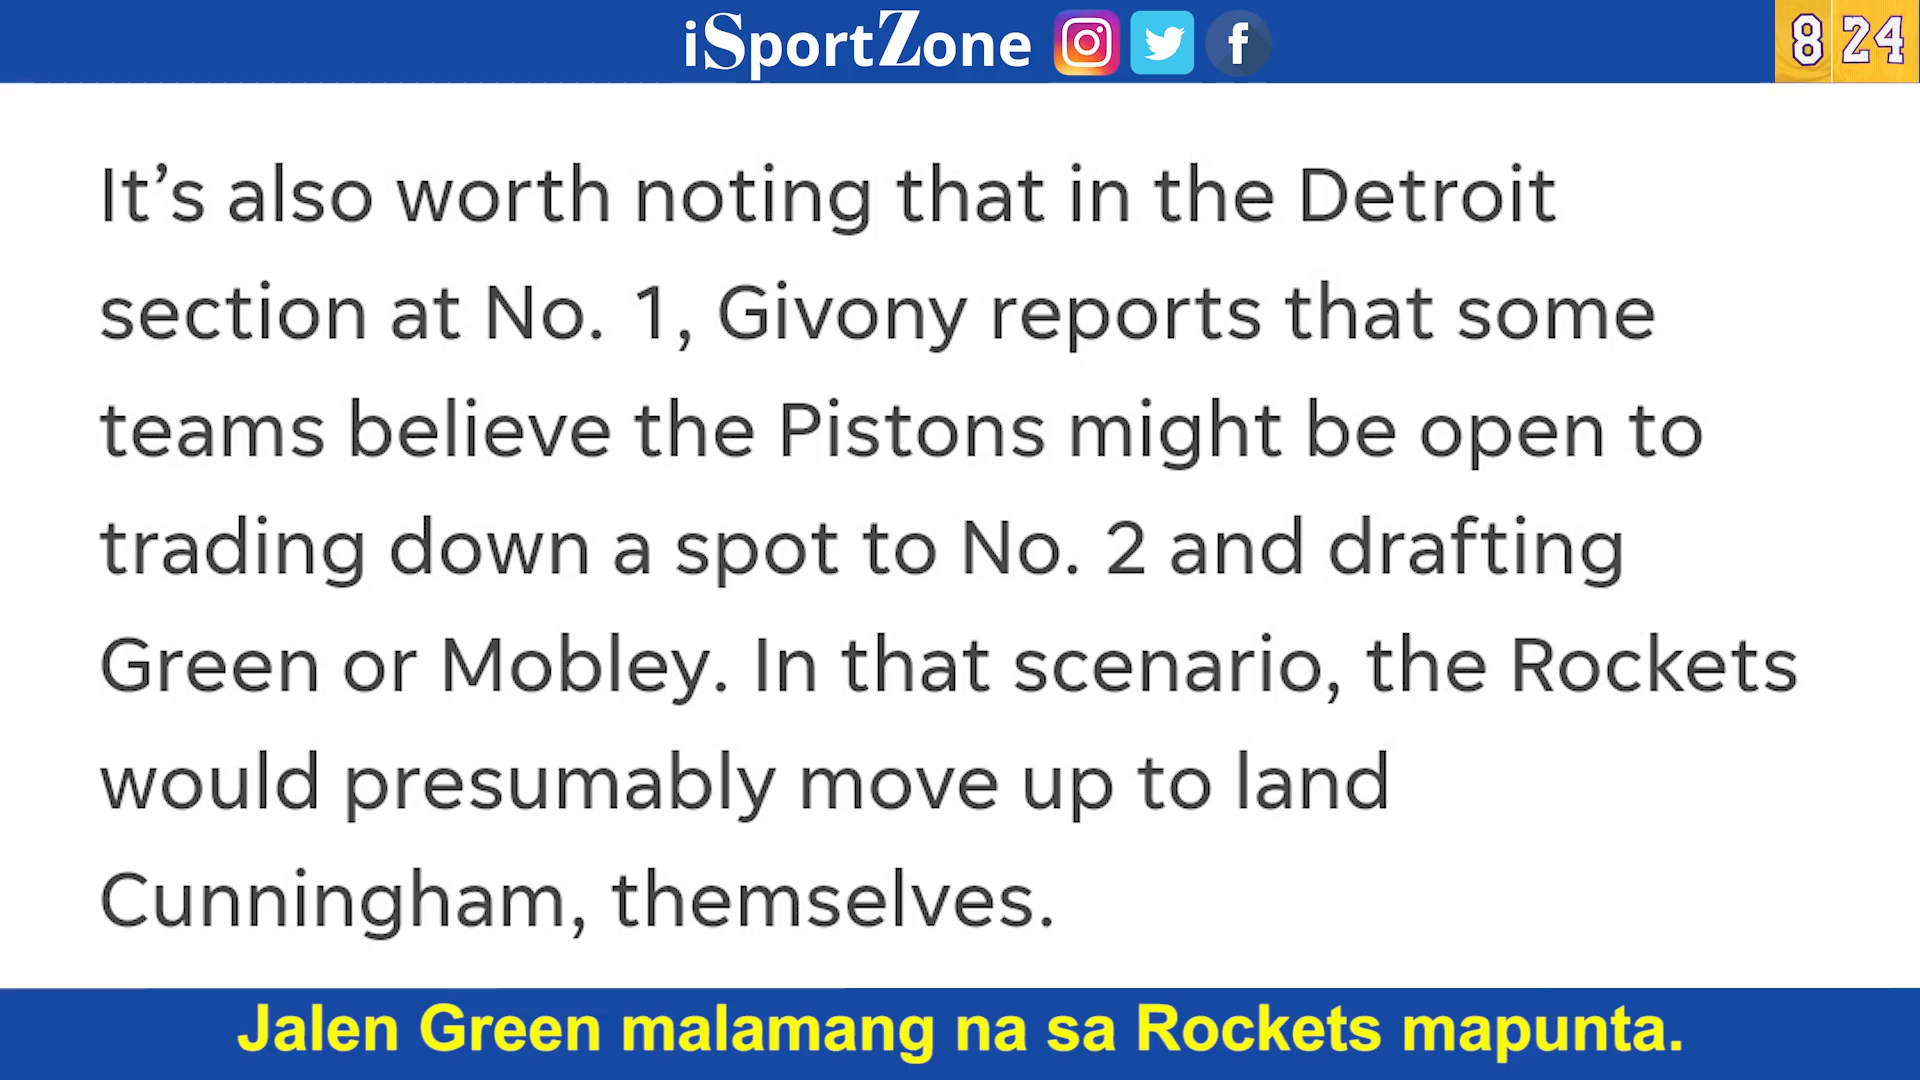 iSportZone
8 24
It’s also worth noting that in the Detroit
section at No. 1, Givony reports that some
teams believe the Pistons might be open to
trading down a spot to No. 2 and drafting
Green or Mobley. In that scenario, the Rockets
would presumably move up to land
Cunningham, themselves.
Jalen Green malamang na sa Rockets mapunta.